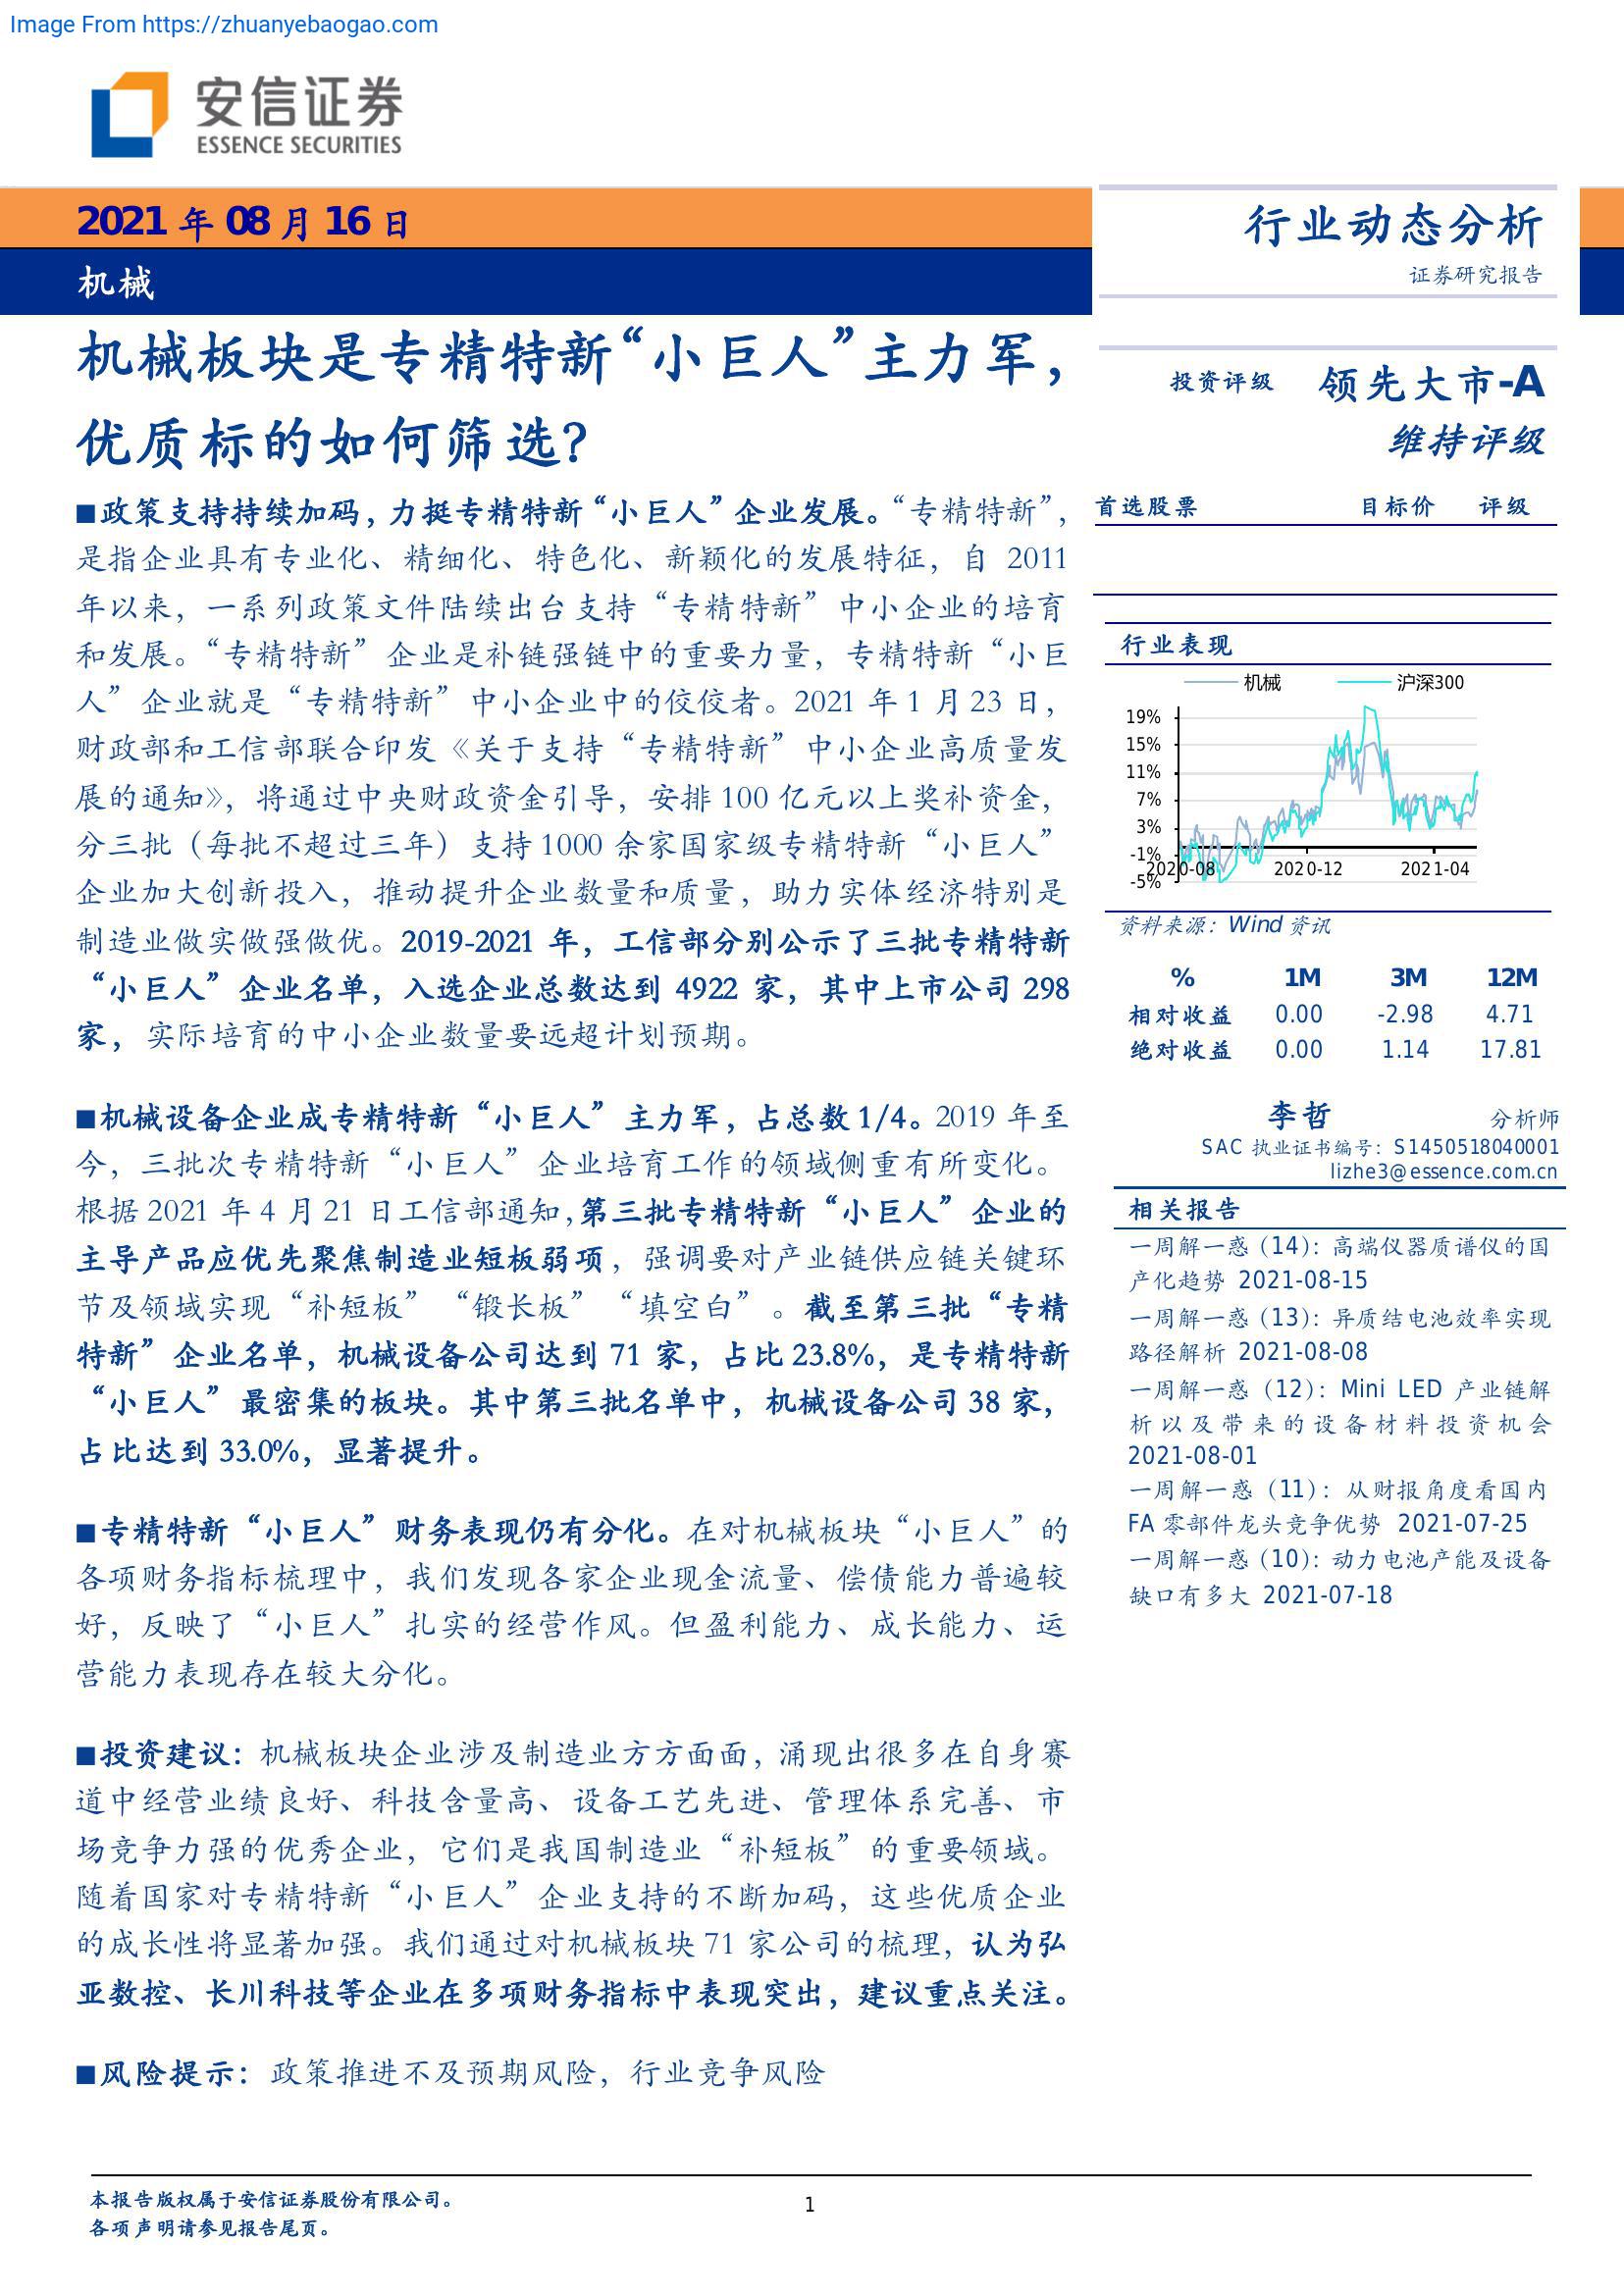 Image From https://zhuanyebaogao.com
安信证券
ESSENCE SECURITIES
2021 年 08 月 16 日
机械
行业动态分析
证券研究报告
机械板块是专精特新“小巨人”主力军，
优质标的如何筛选？
■政策支持持续加码，力挺专精特新“小巨人”企业发展。“专精特新”，
是指企业具有专业化、精细化、特色化、新颖化的发展特征，自 2011
年以来，一系列政策文件陆续出台支持“专精特新”中小企业的培育
和发展。“专精特新”企业是补链强链中的重要力量，专精特新“小巨
人”企业就是“专精特新”中小企业中的佼佼者。2021 年 1 月 23 日，
财政部和工信部联合印发《关于支持“专精特新”中小企业高质量发
展的通知》，将通过中央财政资金引导，安排 100 亿元以上奖补资金，
分三批（每批不超过三年）支持 1000 余家国家级专精特新“小巨人”
企业加大创新投入，推动提升企业数量和质量，助力实体经济特别是
制造业做实做强做优。2019-2021 年，工信部分别公示了三批专精特新
“小巨人”企业名单，入选企业总数达到 4922 家，其中上市公司 298
家，实际培育的中小企业数量要远超计划预期。
■机械设备企业成专精特新“小巨人”主力军，占总数 1/4。2019 年至
今，三批次专精特新“小巨人”企业培育工作的领域侧重有所变化。
根据 2021 年 4 月 21 日工信部通知，第三批专精特新“小巨人”企业的
主导产品应优先聚焦制造业短板弱项，强调要对产业链供应链关键环
节及领域实现“补短板”“锻长板”“填空白”。截至第三批“专精
特新”企业名单，机械设备公司达到 71 家，占比 23.8%，是专精特新
“小巨人”最密集的板块。其中第三批名单中，机械设备公司 38 家，
占比达到 33.0%，显著提升。
■专精特新“小巨人”财务表现仍有分化。在对机械板块“小巨人”的
各项财务指标梳理中，我们发现各家企业现金流量、偿债能力普遍较
好，反映了“小巨人”扎实的经营作风。但盈利能力、成长能力、运
营能力表现存在较大分化。
■投资建议：机械板块企业涉及制造业方方面面，涌现出很多在自身赛
道中经营业绩良好、科技含量高、设备工艺先进、管理体系完善、市
场竞争力强的优秀企业，它们是我国制造业“补短板”的重要领域。
随着国家对专精特新“小巨人”企业支持的不断加码，这些优质企业
的成长性将显著加强。我们通过对机械板块 71 家公司的梳理，认为弘
亚数控、长川科技等企业在多项财务指标中表现突出，建议重点关注。
■风险提示：政策推进不及预期风险，行业竞争风险
投资评级 领先大市-A
维持评级
首选股票 目标价 评级
行业表现
机械 沪深300
19%
15%
11%
7%
3%
-1%
-5%
2020-08 2020-12 2021-04
资料来源：Wind 资讯
% 1M 3M 12M
相对收益 0.00 -2.98 4.71
绝对收益 0.00 1.14 17.81
李哲 分析师
SAC 执业证书编号：S1450518040001
lizhe3@essence.com.cn
相关报告
一周解一惑（14）：高端仪器质谱仪的国
产化趋势 2021-08-15
一周解一惑（13）：异质结电池效率实现
路径解析 2021-08-08
一周解一惑（12）：Mini LED 产业链解
析以及带来的设备材料投资机会
2021-08-01
一周解一惑（11）：从财报角度看国内
FA 零部件龙头竞争优势 2021-07-25
一周解一惑（10）：动力电池产能及设备
缺口有多大 2021-07-18
本报告版权属于安信证券股份有限公司。
各项声明请参见报告尾页。
1